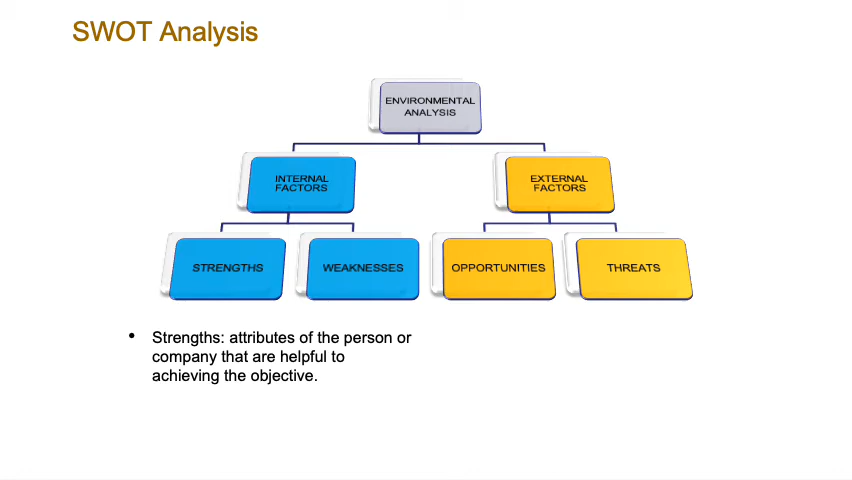 SWOT Analysis
ENVIRONMENTAL
ANALYSIS
INTERNAL
FACTORS
EXTERNAL
FACTORS
STRENGTHS
WEAKNESSES
OPPORTUNITIES
THREATS
• Strengths: attributes of the person or
company that are helpful to
achieving the objective.